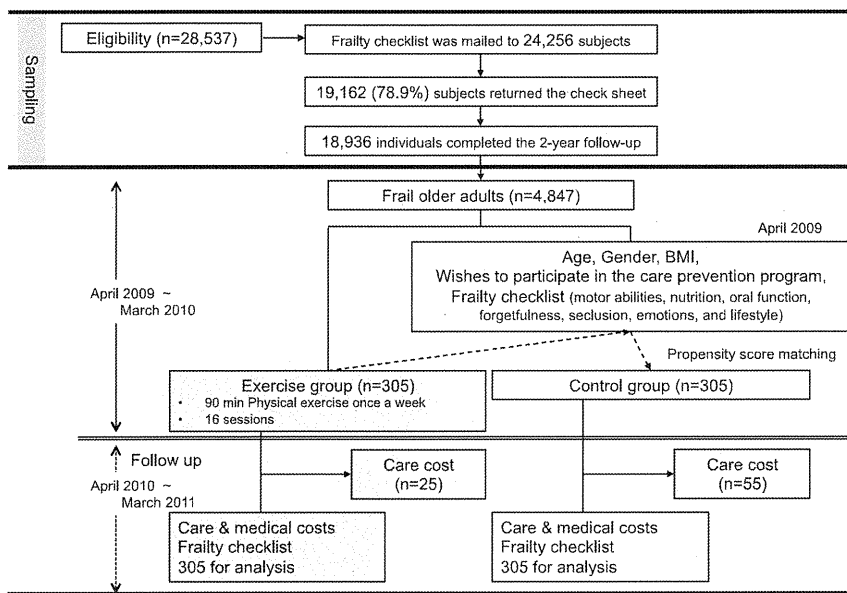 Sampling
Eligibility (n=28,537)
Frailty checklist was mailed to 24,256 subjects
19,162 (78.9%) subjects returned the check sheet
18,936 individuals completed the 2-year follow-up
Frail older adults (n=4,847)
April 2009 ~
March 2010
April 2009
Age, Gender, BMI,
Wishes to participate in the care prevention program,
Frailty checklist (motor abilities, nutrition, oral function,
forgetfulness, seclusion, emotions, and lifestyle)
Propensity score matching
Exercise group (n=305)
• 90 min Physical exercise once a week
• 16 sessions
Control group (n=305)
Follow up
April 2010 ~
March 2011
Care cost
(n=25)
Care cost
(n=55)
Care & medical costs
Frailty checklist
305 for analysis
Care & medical costs
Frailty checklist
305 for analysis